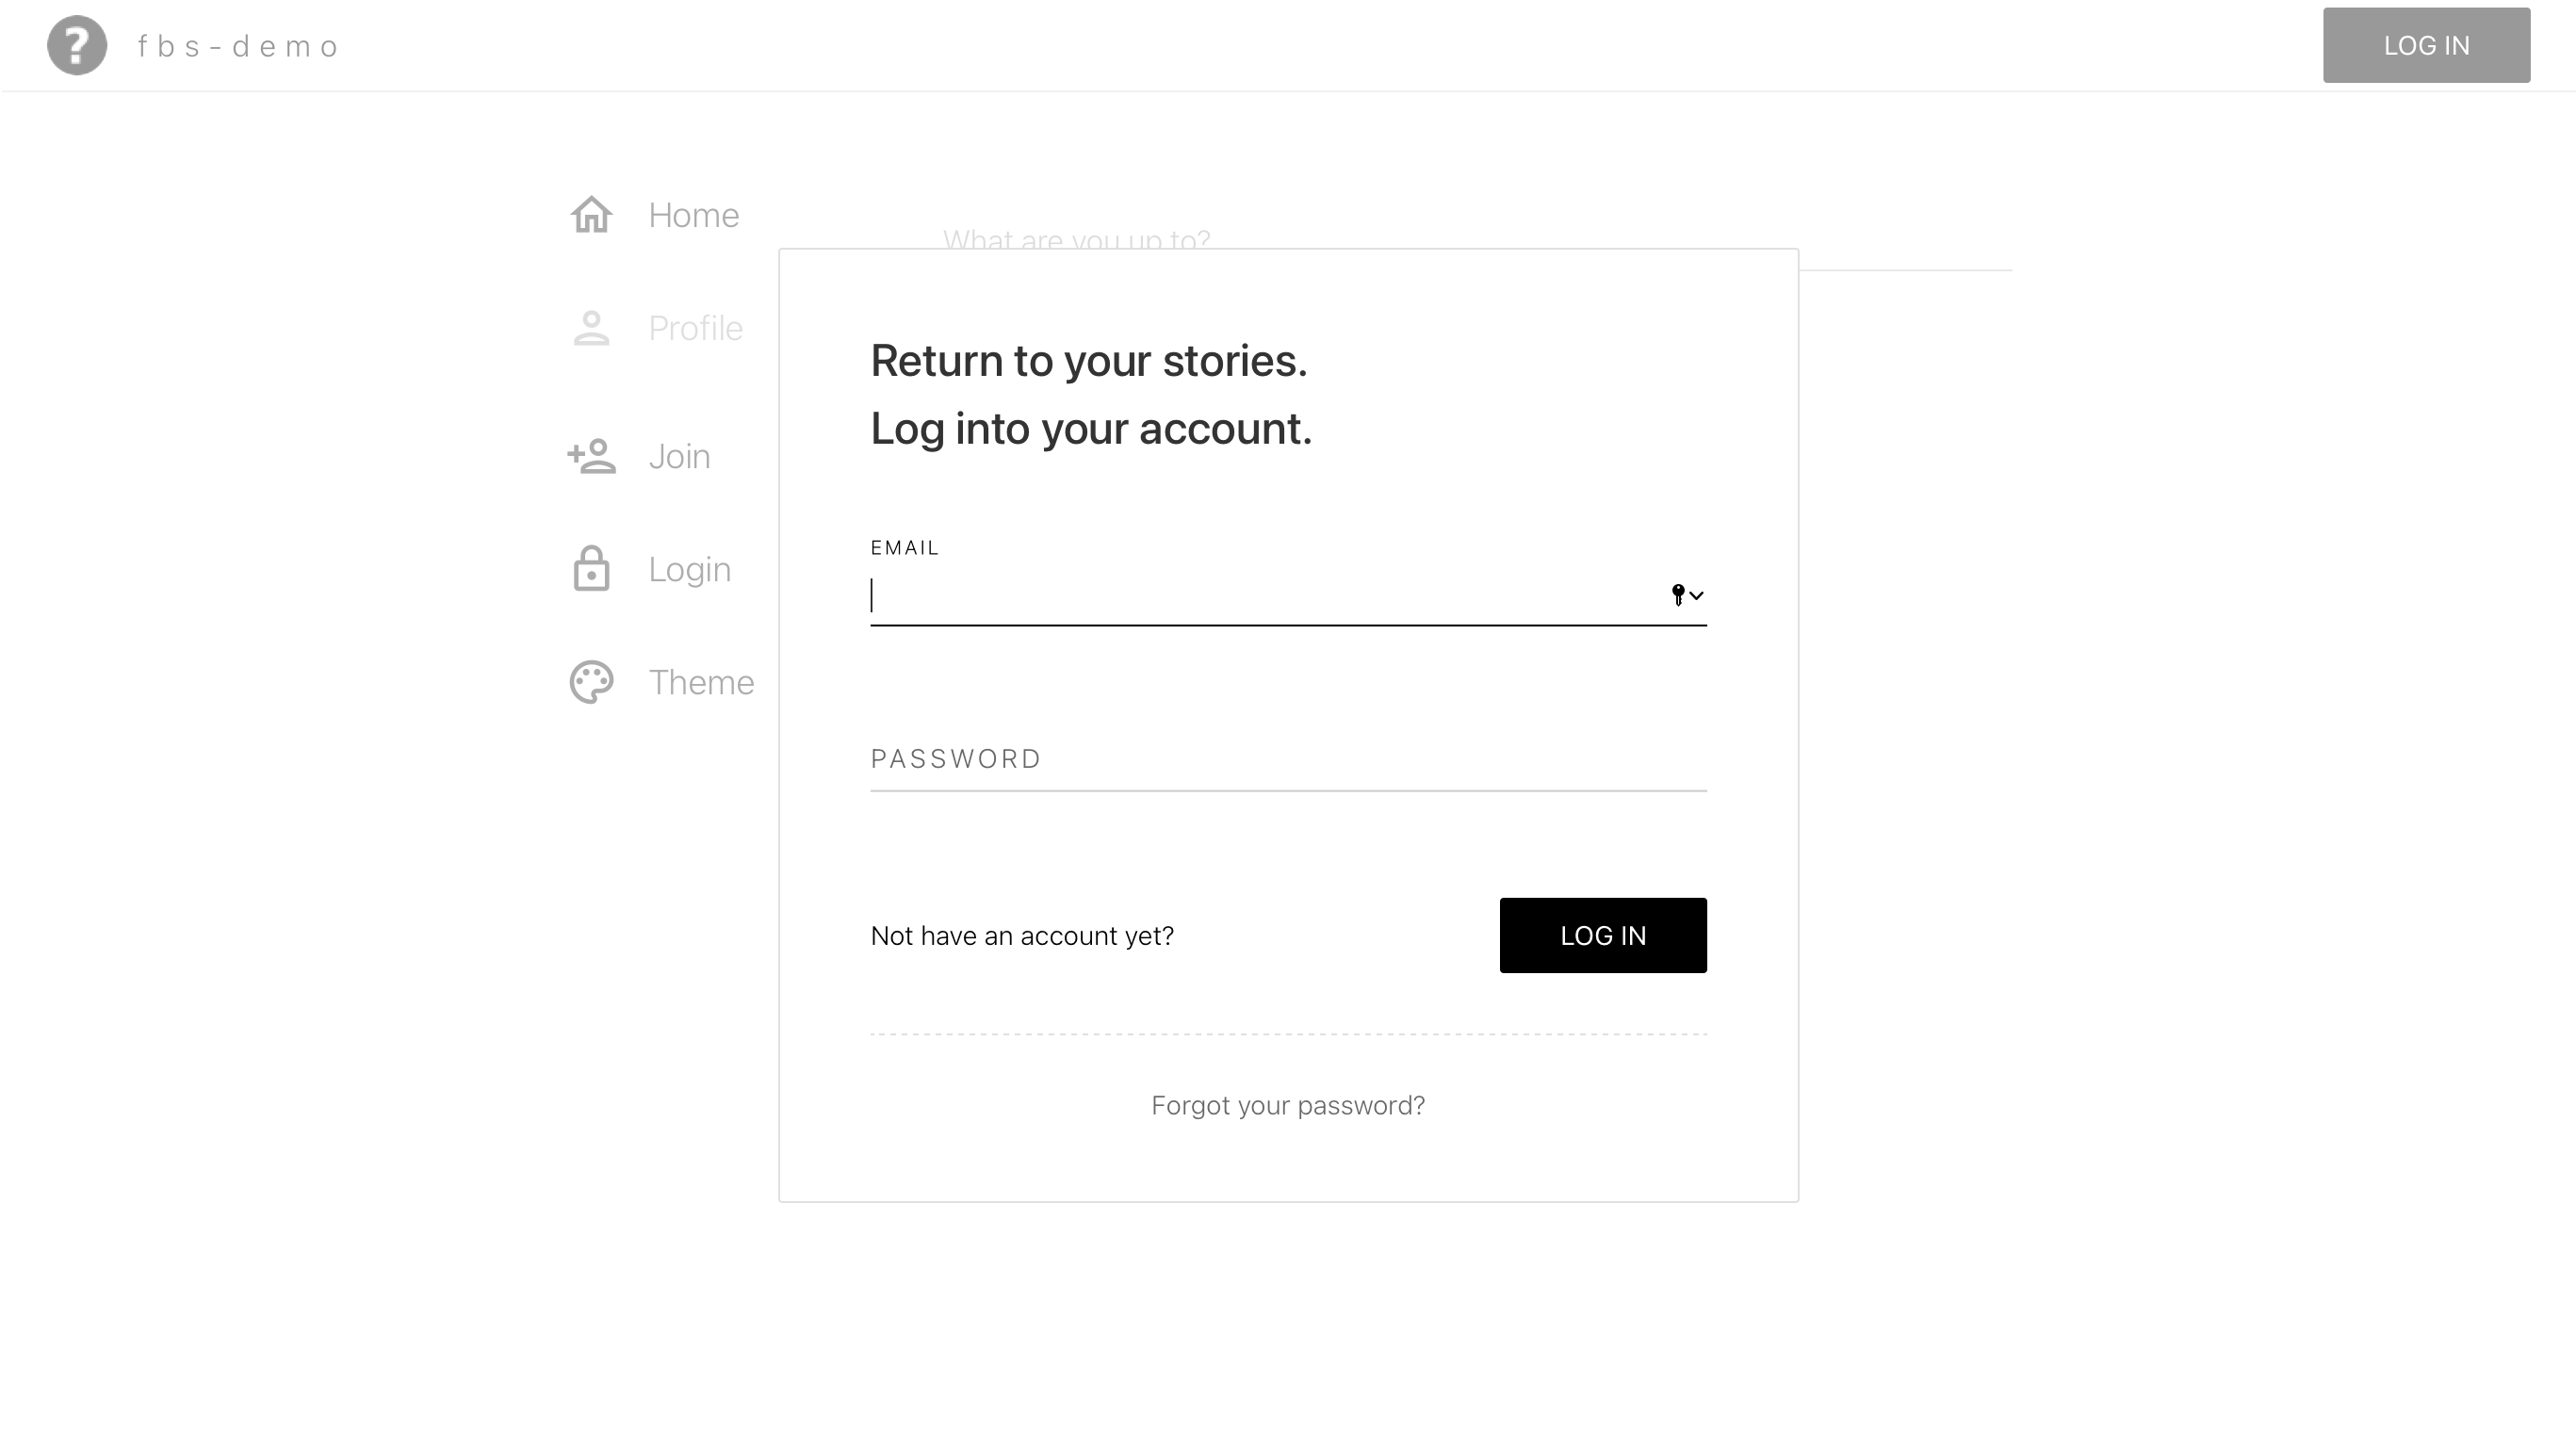 fbs-demo
LOG IN
Home
What are you up to?
Profile
Return to your stories.
Log into your account.
Join
EMAIL
Login
Theme
PASSWORD
Not have an account yet?
LOG IN
Forgot your password?